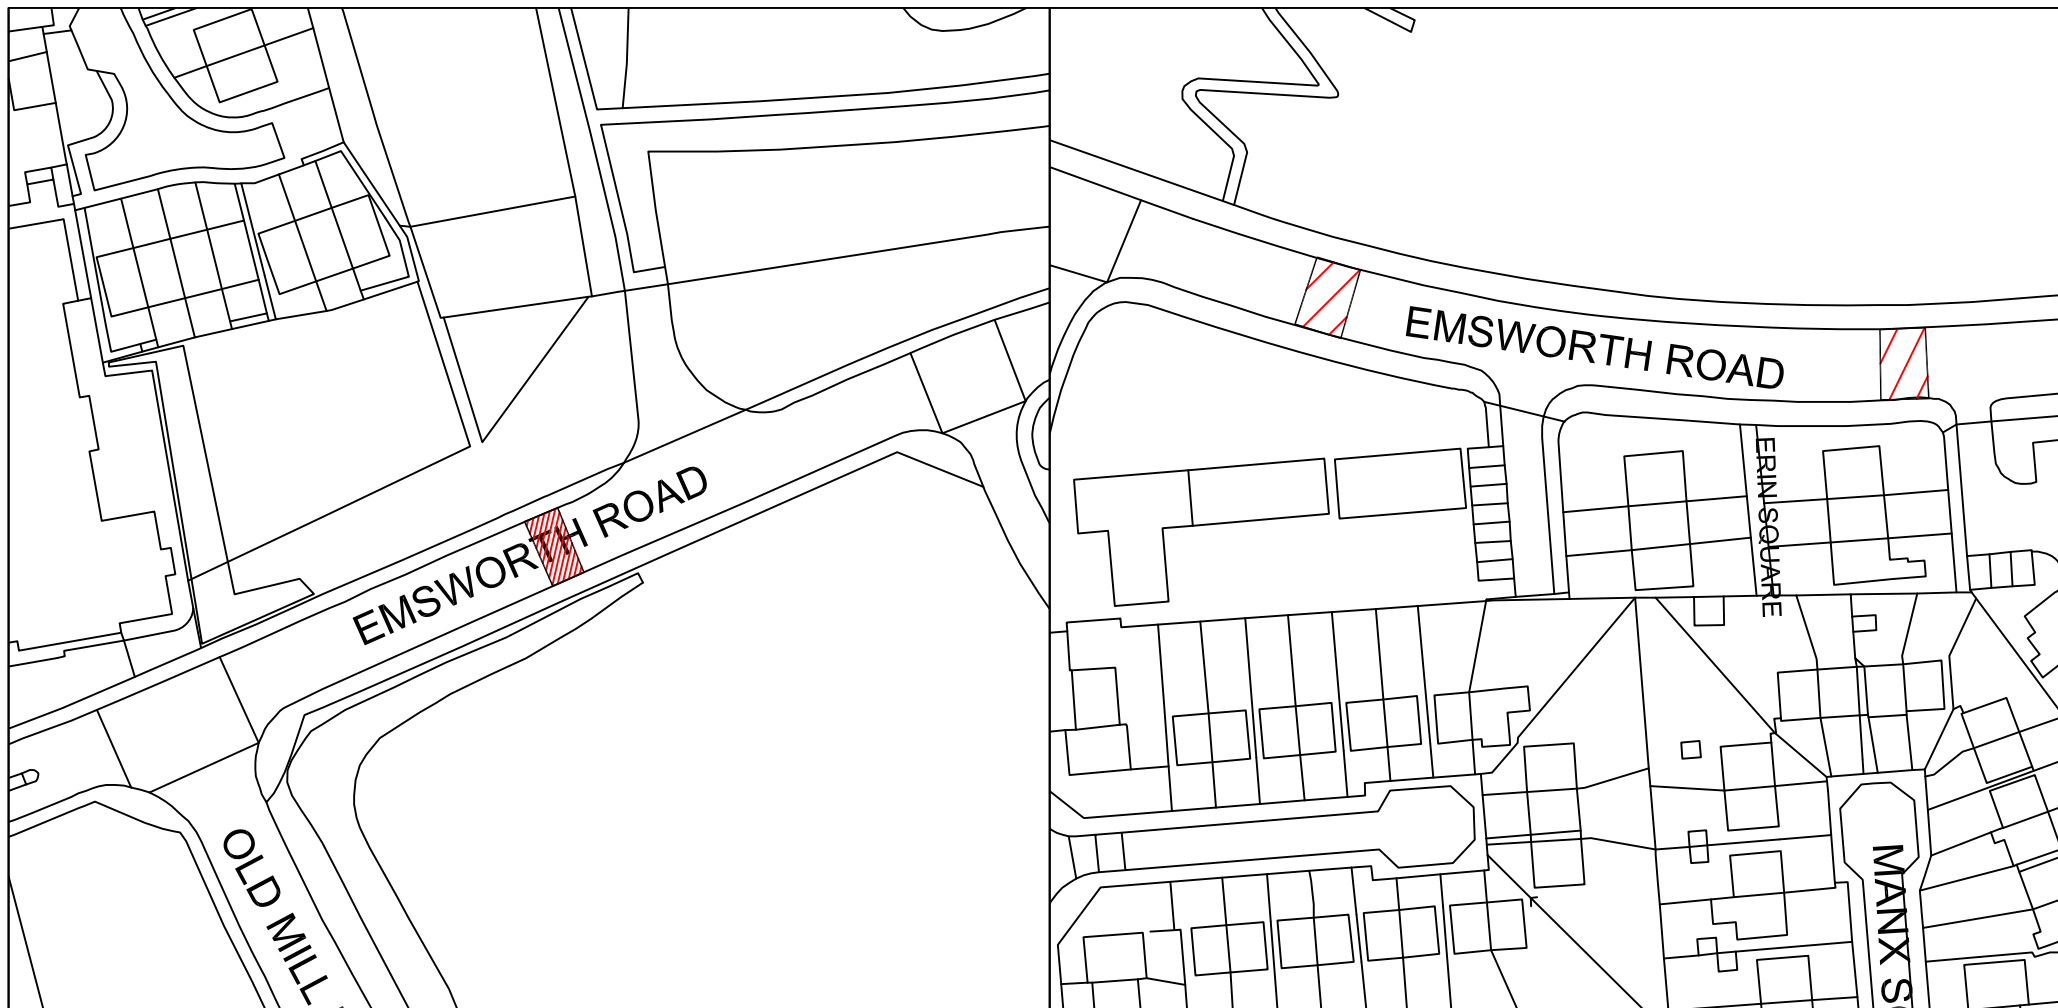 EMSWORTH ROAD
OLD MILL
EMSWORTH ROAD
ERIN SQUARE
MANX